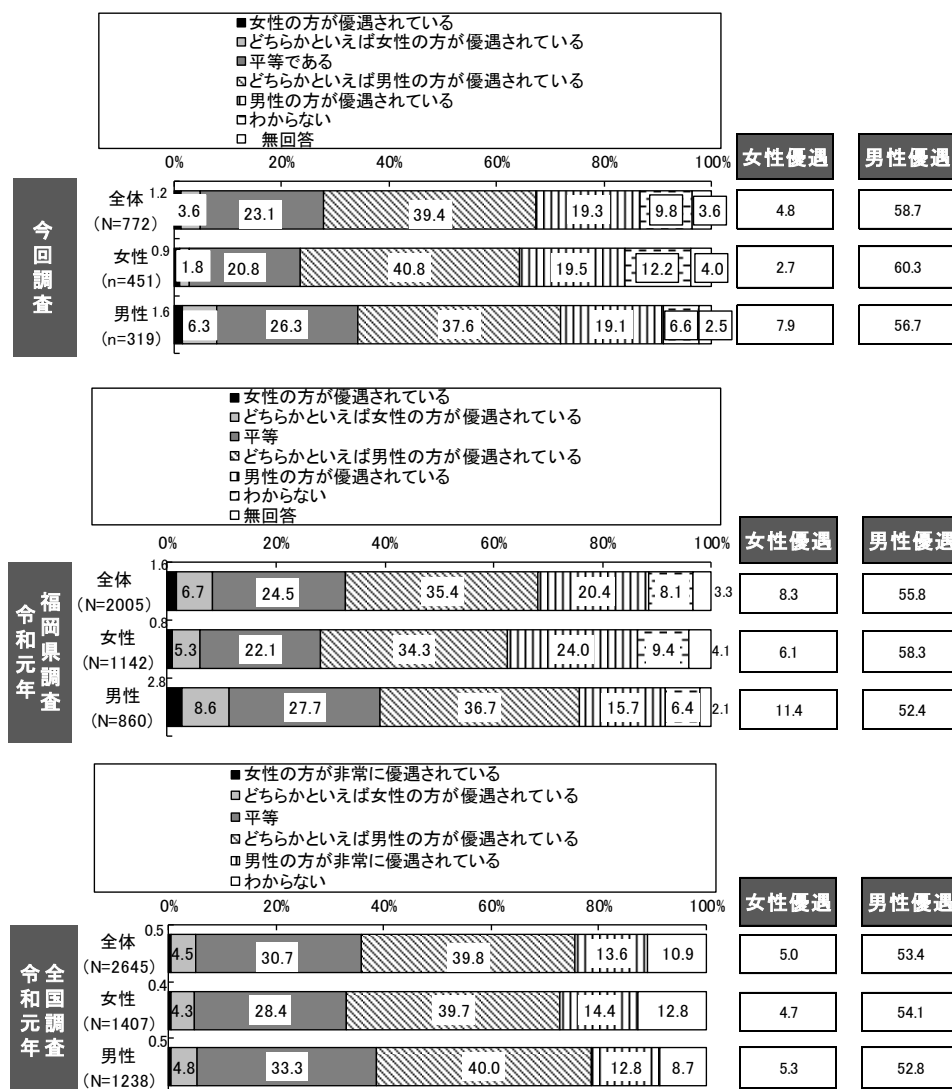 ■女性の方が優遇されている
□どちらかといえば女性の方が優遇されている
■平等である
どちらかといえば男性の方が優遇されている
男性の方が優遇されている
わからない
□ 無回答
0% 20% 40% 60% 80% 100%
女性優遇 男性優遇
今回調査
全体 1.2
(N=772)
3.6 23.1 39.4 19.3 9.8 3.6 4.8 58.7
女性 0.9
(n=451)
1.8 20.8 40.8 19.5 12.2 4.0 2.7 60.3
男性 1.6
(n=319)
6.3 26.3 37.6 19.1 6.6 2.5 7.9 56.7
■女性の方が優遇されている
□どちらかといえば女性の方が優遇されている
■平等
どちらかといえば男性の方が優遇されている
男性の方が優遇されている
□わからない
□無回答
0% 20% 40% 60% 80% 100%
女性優遇 男性優遇
福岡県調査
令和元年
1.6
全体
(N=2005)
6.7 24.5 35.4 20.4 8.1 3.3 8.3 55.8
0.8
女性
(N=1142)
5.3 22.1 34.3 24.0 9.4 4.1 6.1 58.3
2.8
男性
(N=860)
8.6 27.7 36.7 15.7 6.4 2.1 11.4 52.4
■女性の方が非常に優遇されている
□どちらかといえば女性の方が優遇されている
■平等
どちらかといえば男性の方が優遇されている
男性の方が非常に優遇されている
□わからない
0% 20% 40% 60% 80% 100%
女性優遇 男性優遇
全国調査
令和元年
0.5
全体
(N=2645)
4.5 30.7 39.8 13.6 10.9 5.0 53.4
0.4
女性
(N=1407)
4.3 28.4 39.7 14.4 12.8 4.7 54.1
0.5
男性
(N=1238)
4.8 33.3 40.0 12.8 8.7 5.3 52.8